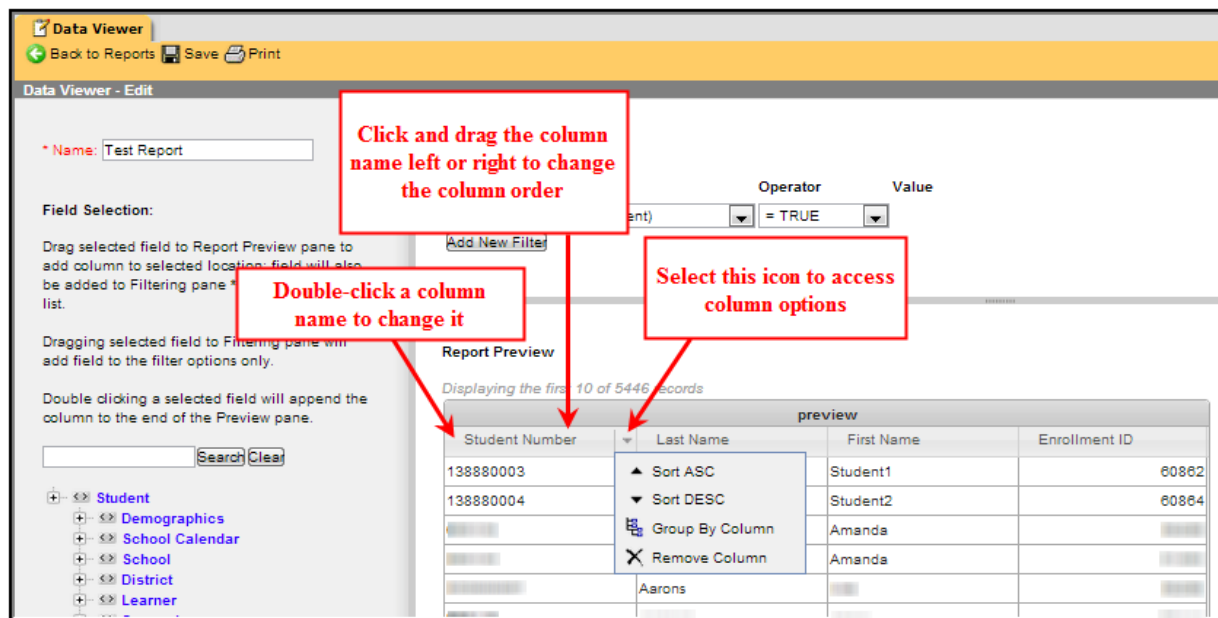 Data Viewer
Back to Reports Save Print
Data Viewer - Edit
* Name: Test Report
Field Selection:
Drag selected field to Report Preview pane to
add column to selected location; field will also
be added to Filtering pane *
list.
Dragging selected field to Filtering pane will
add field to the filter options only.
Double clicking a selected field will append the
column to the end of the Preview pane.
Search Clear
Student
Demographics
School Calendar
School
District
Learner
Click and drag the column
name left or right to change
the column order
Double-click a column
name to change it
Select this icon to access
column options
Operator Value
ent) = TRUE
Add New Filter
Report Preview
Displaying the first 10 of 5446 records
preview
Student Number Last Name First Name Enrollment ID
138880003 Student1 60862
138880004 Student2 60864
Amanda
Amanda
Aarons
Sort ASC
Sort DESC
Group By Column
Remove Column